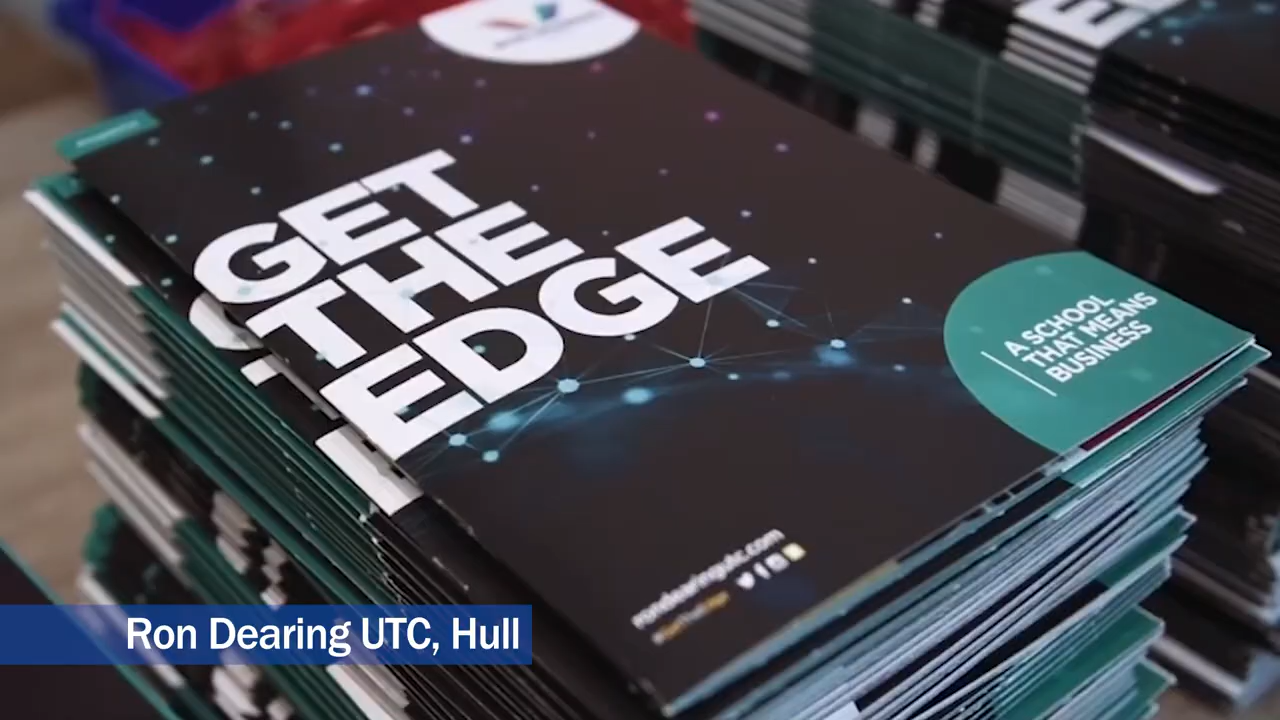 GET
THE
EDGE
A SCHOOL
THAT MEANS
BUSINESS
rondearingutc.com
Ron Dearing UTC, Hull